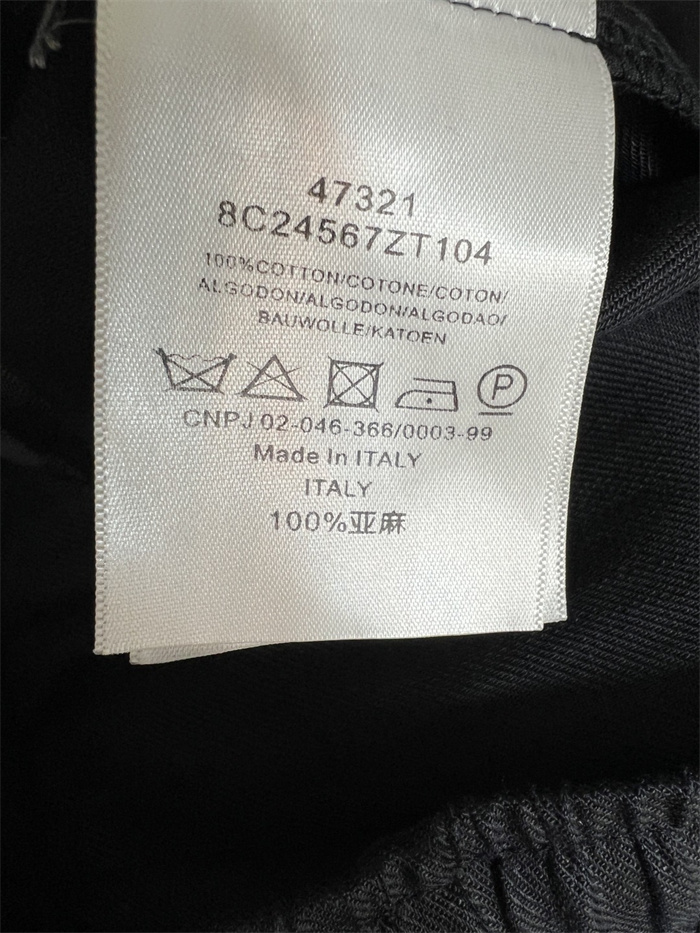 47321
8C24567ZT104
100%COTTON/COTONE/COTON/
ALGODON/ALGODON/ALGODAO/
BAUWOLLE/KATOEN
P
CNPJ 02-046-366/0003-99
Made In ITALY
ITALY
100%亚麻